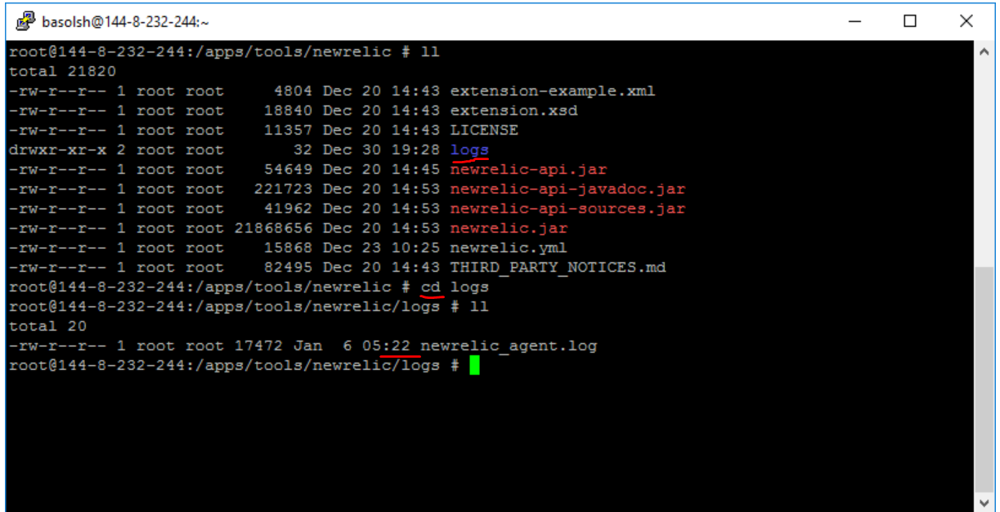 basolsh@144-8-232-244:~
root@144-8-232-244:/apps/tools/newrelic # ll
total 21820
-rw-r--r-- 1 root root     4804 Dec 20 14:43 extension-example.xml
-rw-r--r-- 1 root root    18840 Dec 20 14:43 extension.xsd
-rw-r--r-- 1 root root    11357 Dec 20 14:43 LICENSE
drwxr-xr-x 2 root root       32 Dec 30 19:28 logs
-rw-r--r-- 1 root root    54649 Dec 20 14:45 newrelic-api.jar
-rw-r--r-- 1 root root   221723 Dec 20 14:53 newrelic-api-javadoc.jar
-rw-r--r-- 1 root root    41962 Dec 20 14:53 newrelic-api-sources.jar
-rw-r--r-- 1 root root 21868656 Dec 20 14:53 newrelic.jar
-rw-r--r-- 1 root root    15868 Dec 23 10:25 newrelic.yml
-rw-r--r-- 1 root root    82495 Dec 20 14:43 THIRD_PARTY_NOTICES.md
root@144-8-232-244:/apps/tools/newrelic # cd logs
root@144-8-232-244:/apps/tools/newrelic/logs # ll
total 20
-rw-r--r-- 1 root root 17472 Jan  6 05:22 newrelic_agent.log
root@144-8-232-244:/apps/tools/newrelic/logs #